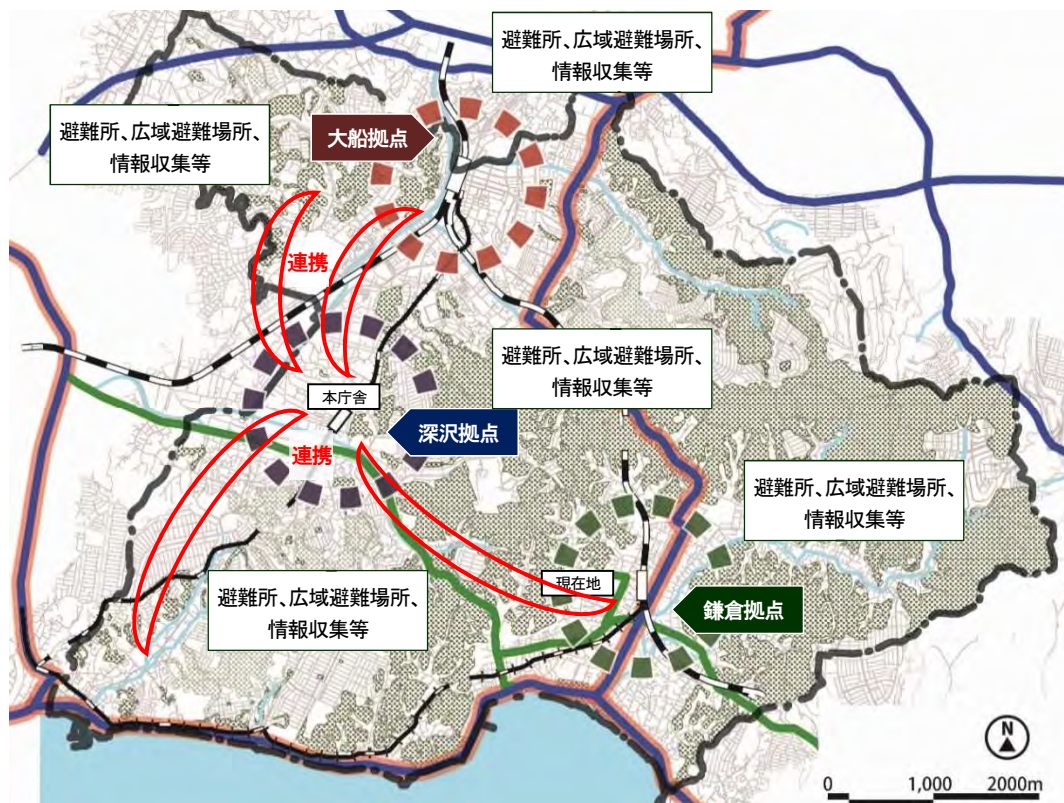 避難所、広域避難場所、
情報収集等
避難所、広域避難場所、
情報収集等
大船拠点
連携
避難所、広域避難場所、
情報収集等
本庁舎
深沢拠点
連携
避難所、広域避難場所、
情報収集等
現在地
避難所、広域避難場所、
情報収集等
鎌倉拠点
N
0 1,000 2000m